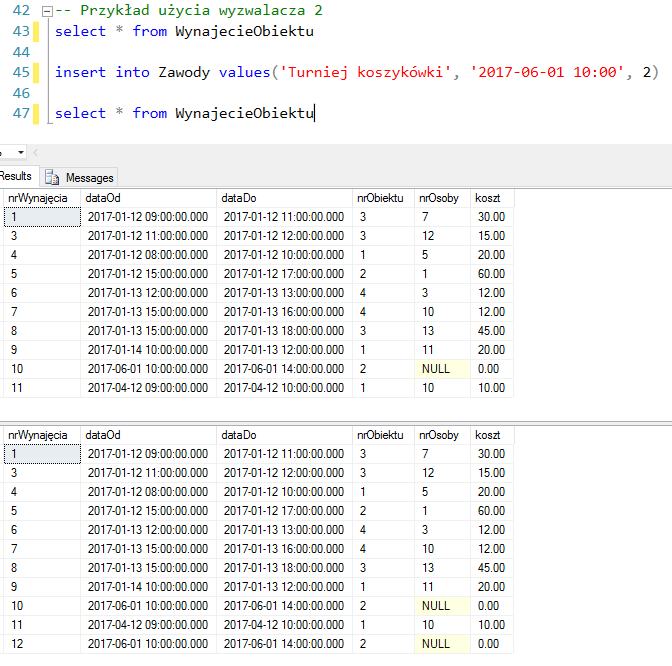 42 -- Przykład użycia wyzwalacza 2
43 select * from WynajecieObiektu
44
45 insert into Zawody values('Turniej koszykówki', '2017-06-01 10:00', 2)
46
47 select * from WynajecieObiektu
Results Messages
nrWynajęcia dataOd dataDo nrObiektu nrOsoby koszt
1 2017-01-12 09:00:00.000 2017-01-12 11:00:00.000 3 7 30.00
3 2017-01-12 11:00:00.000 2017-01-12 12:00:00.000 3 12 15.00
4 2017-01-12 08:00:00.000 2017-01-12 10:00:00.000 1 5 20.00
5 2017-01-12 15:00:00.000 2017-01-12 17:00:00.000 2 1 60.00
6 2017-01-13 12:00:00.000 2017-01-13 13:00:00.000 4 3 12.00
7 2017-01-13 15:00:00.000 2017-01-13 16:00:00.000 4 10 12.00
8 2017-01-13 15:00:00.000 2017-01-13 18:00:00.000 3 13 45.00
9 2017-01-14 10:00:00.000 2017-01-13 12:00:00.000 1 11 20.00
10 2017-06-01 10:00:00.000 2017-06-01 14:00:00.000 2 NULL 0.00
11 2017-04-12 09:00:00.000 2017-04-12 10:00:00.000 1 10 10.00
nrWynajęcia dataOd dataDo nrObiektu nrOsoby koszt
1 2017-01-12 09:00:00.000 2017-01-12 11:00:00.000 3 7 30.00
3 2017-01-12 11:00:00.000 2017-01-12 12:00:00.000 3 12 15.00
4 2017-01-12 08:00:00.000 2017-01-12 10:00:00.000 1 5 20.00
5 2017-01-12 15:00:00.000 2017-01-12 17:00:00.000 2 1 60.00
6 2017-01-13 12:00:00.000 2017-01-13 13:00:00.000 4 3 12.00
7 2017-01-13 15:00:00.000 2017-01-13 16:00:00.000 4 10 12.00
8 2017-01-13 15:00:00.000 2017-01-13 18:00:00.000 3 13 45.00
9 2017-01-14 10:00:00.000 2017-01-13 12:00:00.000 1 11 20.00
10 2017-06-01 10:00:00.000 2017-06-01 14:00:00.000 2 NULL 0.00
11 2017-04-12 09:00:00.000 2017-04-12 10:00:00.000 1 10 10.00
12 2017-06-01 10:00:00.000 2017-06-01 14:00:00.000 2 NULL 0.00